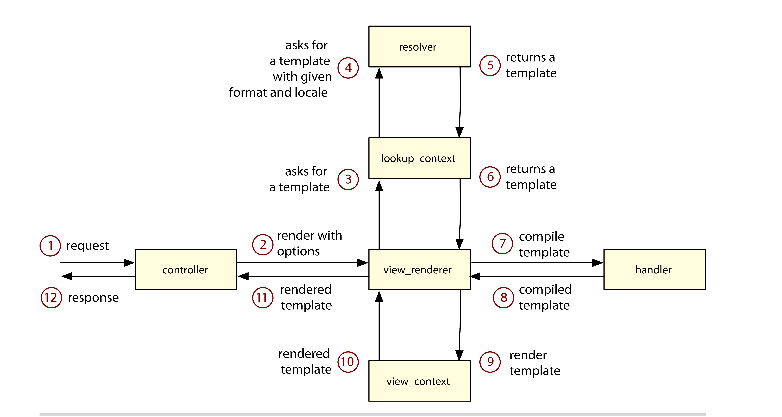 asks for
a template
with given
format and locale
4
resolver
5
returns a
template
asks for
a template
3
lookup_context
6
returns a
template
1
request
12
response
controller
2
render with
options
11
rendered
template
view_renderer
7
compile
template
8
compiled
template
handler
rendered
template
10
view_context
9
render
template